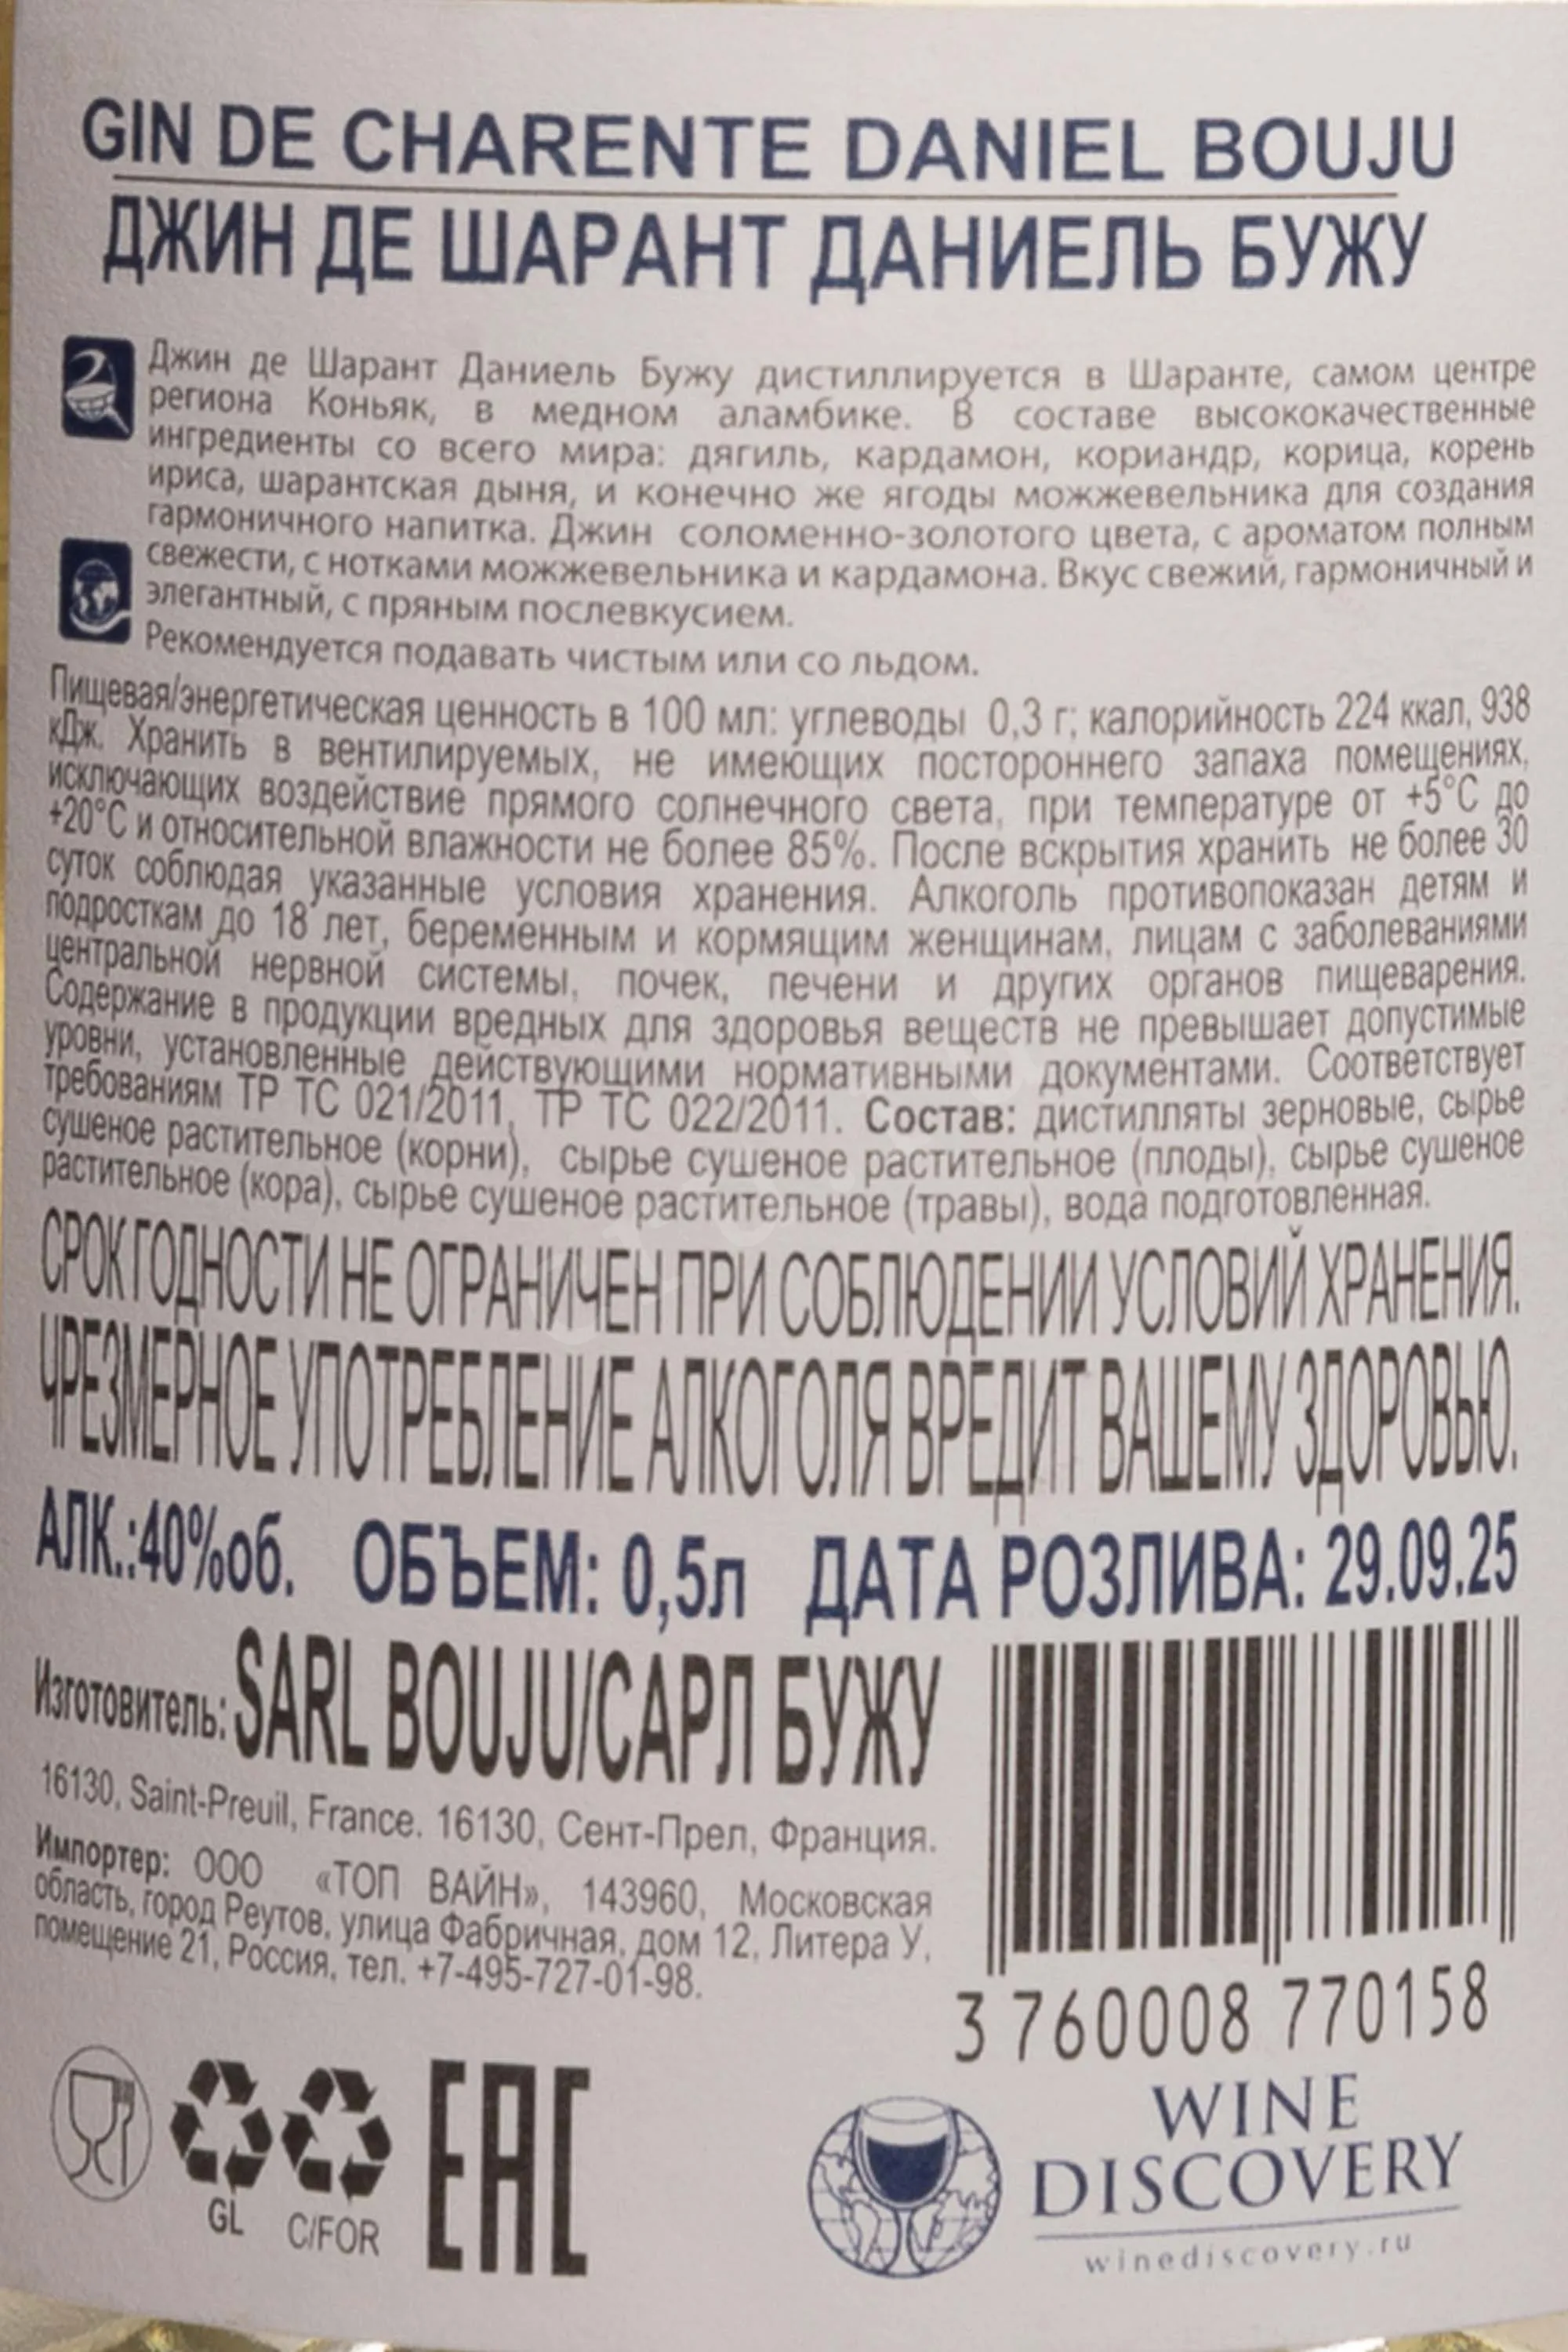 GIN DE CHARENTE DANIEL BOUJU
ДЖИН ДЕ ШАРАНТ ДАНИЕЛЬ БУЖУ
Джин де Шарант Даниель Бужу дистиллируется в Шаранте, самом центре
региона Коньяк, в медном аламбике. В составе высококачественные
ингредиенты со всего мира: дягиль, кардамон, кориандр, корица, корень
ириса, шарантская дыня, и конечно же ягоды можжевельника для создания
гармоничного напитка. Джин соломенно-золотого цвета, с ароматом полным
свежести, с нотками можжевельника и кардамона. Вкус свежий, гармоничный и
элегантный, с пряным послевкусием.
Рекомендуется подавать чистым или со льдом.
Пищевая/энергетическая ценность в 100 мл: углеводы 0,3 г; калорийность 224 ккал, 938
кДж. Хранить в вентилируемых, не имеющих постороннего запаха помещениях,
исключающих воздействие прямого солнечного света, при температуре от +5°С до
+20°С и относительной влажности не более 85%. После вскрытия хранить не более 30
суток соблюдая указанные условия хранения. Алкоголь противопоказан детям и
подросткам до 18 лет, беременным и кормящим женщинам, лицам с заболеваниями
центральной нервной системы, почек, печени и других органов пищеварения.
Содержание в продукции вредных для здоровья веществ не превышает допустимые
уровни, установленные действующими нормативными документами. Соответствует
требованиям ТР ТС 021/2011, ТР ТС 022/2011. Состав: дистилляты зерновые, сырье
сушеное растительное (корни), сырье сушеное растительное (плоды), сырье сушеное
растительное (кора), сырье сушеное растительное (травы), вода подготовленная.
СРОК ГОДНОСТИ НЕ ОГРАНИЧЕН ПРИ СОБЛЮДЕНИИ УСЛОВИЙ ХРАНЕНИЯ.
ЧРЕЗМЕРНОЕ УПОТРЕБЛЕНИЕ АЛКОГОЛЯ ВРЕДИТ ВАШЕМУ ЗДОРОВЬЮ.
АЛК.:40%об. ОБЪЕМ: 0,5л ДАТА РОЗЛИВА: 29.09.25
Изготовитель: SARL BOUJU/САРЛ БУЖУ
16130, Saint-Preuil, France. 16130, Сент-Прел, Франция.
Импортер: ООО «ТОП ВАЙН», 143960, Московская
область, город Реутов, улица Фабричная, дом 12, Литера У,
помещение 21, Россия, тел. +7-495-727-01-98.
3 760008 770158
GL C/FOR
EAC
WINE
DISCOVERY
winediscovery.ru